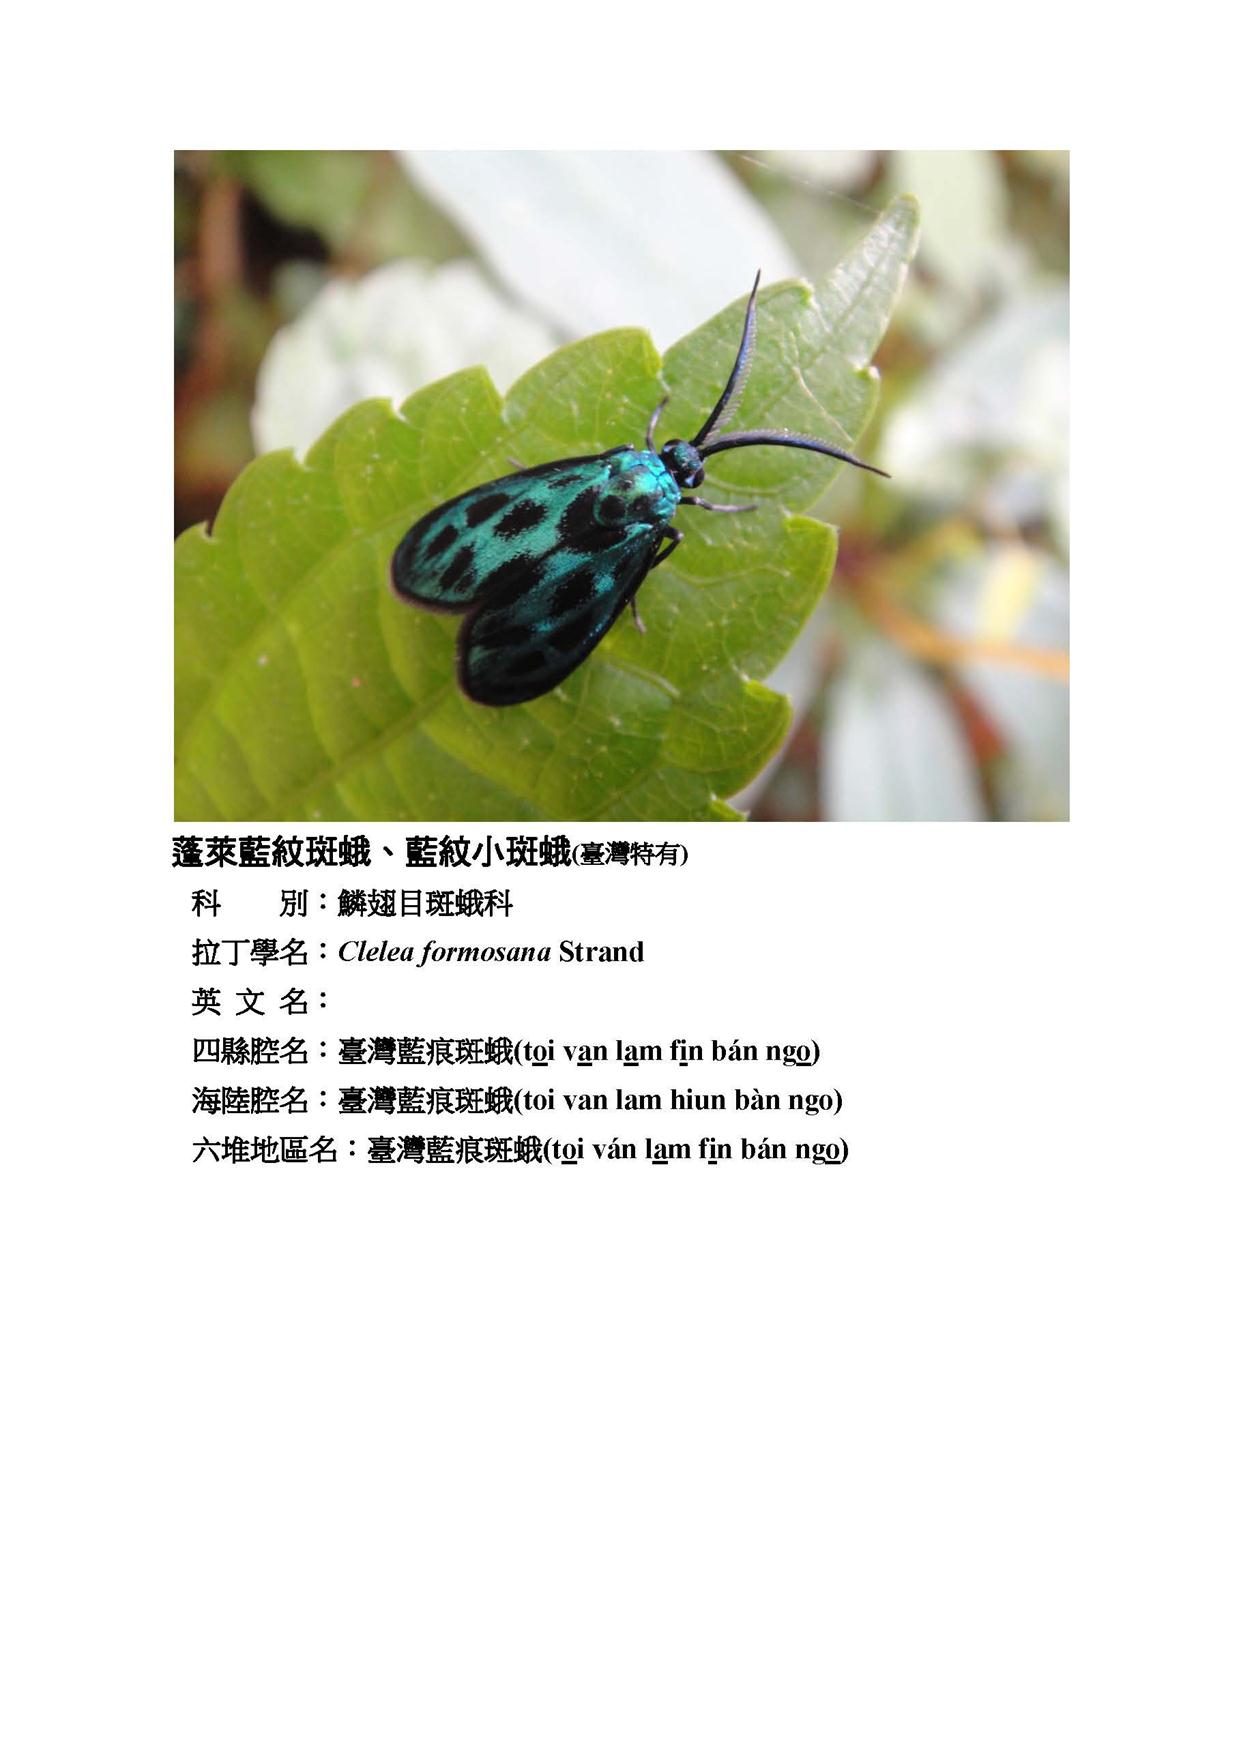 蓬萊藍紋斑蛾、藍紋小斑蛾(臺灣特有)
科　　別：鱗翅目斑蛾科
拉丁學名：Clelea formosana Strand
英 文 名：
四縣腔名：臺灣藍痕斑蛾(toi van lam fin bán ngo)
海陸腔名：臺灣藍痕斑蛾(toi van lam hiun bàn ngo)
六堆地區名：臺灣藍痕斑蛾(toi ván lam fin bán ngo)